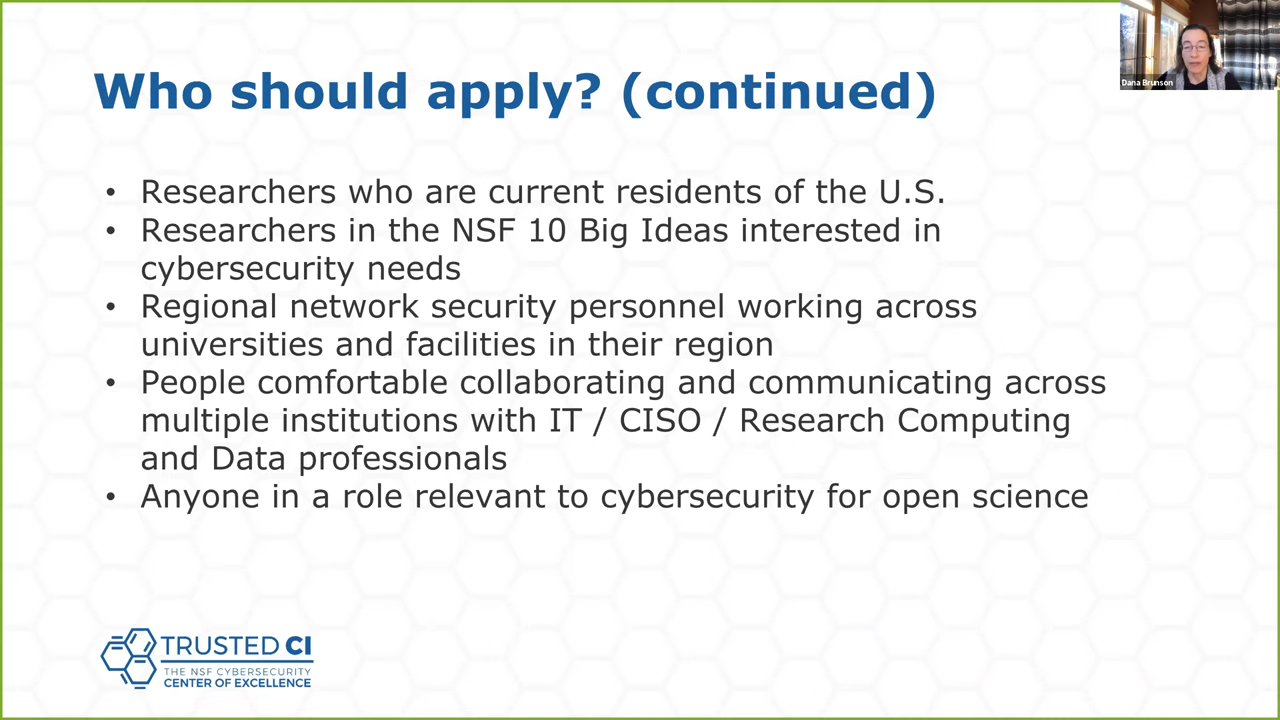 Dana Brunson
Who should apply? (continued)
• Researchers who are current residents of the U.S.
• Researchers in the NSF 10 Big Ideas interested in
cybersecurity needs
• Regional network security personnel working across
universities and facilities in their region
• People comfortable collaborating and communicating across
multiple institutions with IT / CISO / Research Computing
and Data professionals
• Anyone in a role relevant to cybersecurity for open science
TRUSTED CI
THE NSF CYBERSECURITY
CENTER OF EXCELLENCE